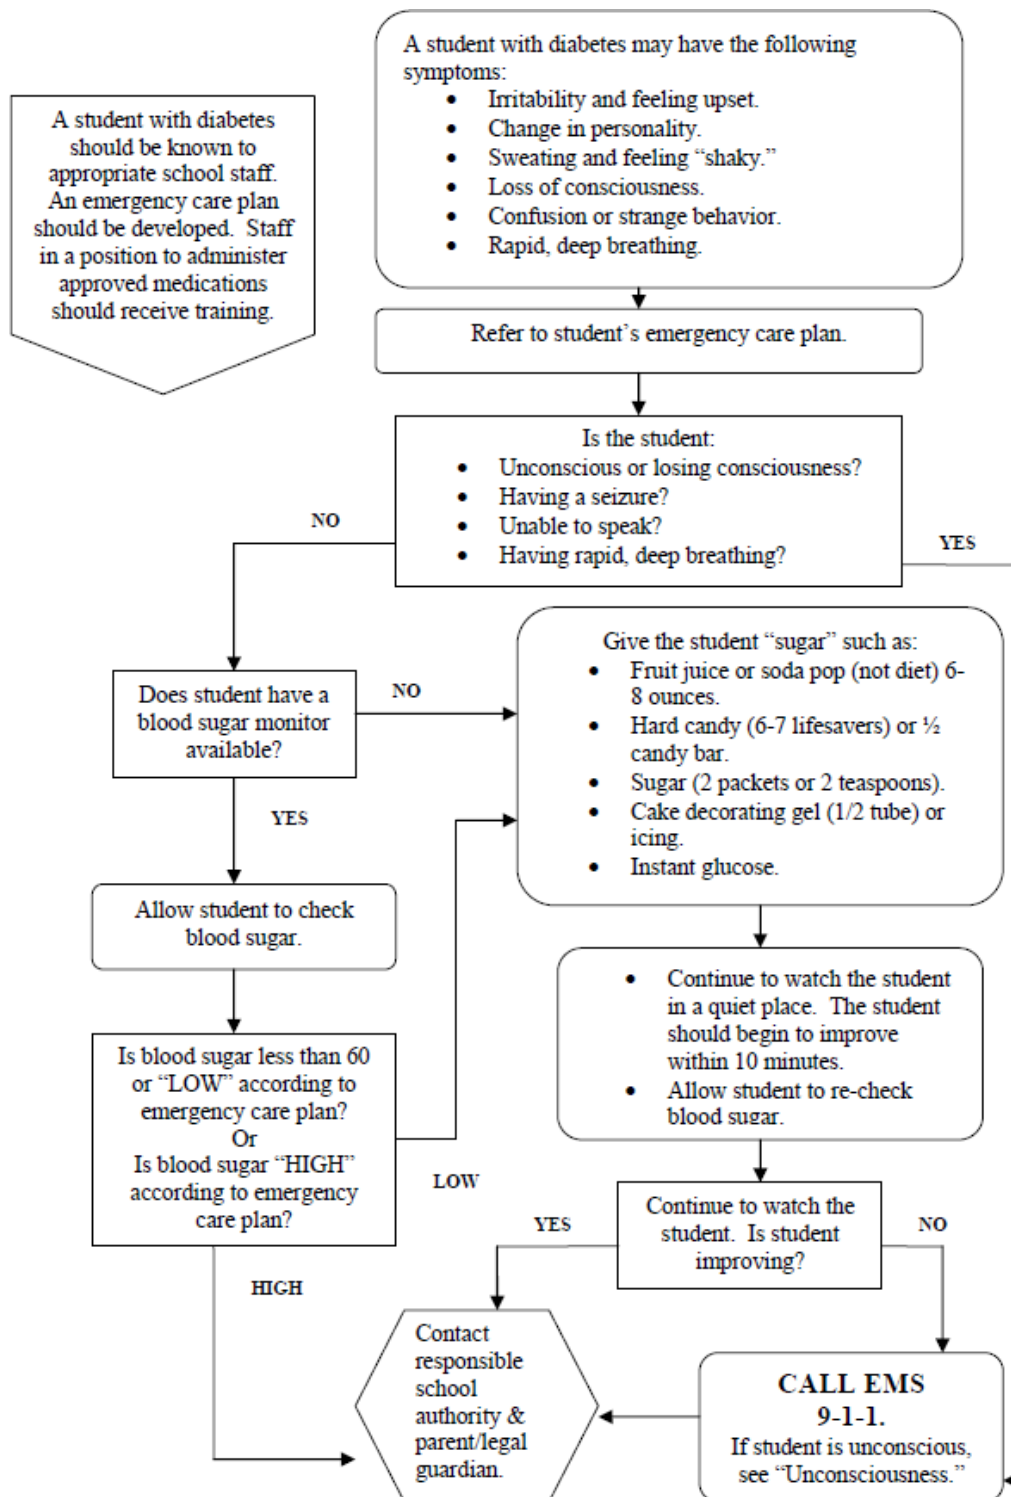 A student with diabetes may have the following
symptoms:
• Irritability and feeling upset.
• Change in personality.
• Sweating and feeling “shaky.”
• Loss of consciousness.
• Confusion or strange behavior.
• Rapid, deep breathing.
A student with diabetes
should be known to
appropriate school staff.
An emergency care plan
should be developed. Staff
in a position to administer
approved medications
should receive training.
Refer to student’s emergency care plan.
Is the student:
• Unconscious or losing consciousness?
• Having a seizure?
• Unable to speak?
• Having rapid, deep breathing?
NO
YES
Does student have a
blood sugar monitor
available?
NO
YES
Give the student “sugar” such as:
• Fruit juice or soda pop (not diet) 6-
8 ounces.
• Hard candy (6-7 lifesavers) or ½
candy bar.
• Sugar (2 packets or 2 teaspoons).
• Cake decorating gel (1/2 tube) or
icing.
• Instant glucose.
Allow student to check
blood sugar.
• Continue to watch the student
in a quiet place. The student
should begin to improve
within 10 minutes.
• Allow student to re-check
blood sugar.
Is blood sugar less than 60
or “LOW” according to
emergency care plan?
Or
Is blood sugar “HIGH”
according to emergency
care plan?
LOW
HIGH
Continue to watch the
student. Is student
improving?
YES
NO
Contact
responsible
school
authority &
parent/legal
guardian.
CALL EMS
9-1-1.
If student is unconscious,
see “Unconsciousness.”